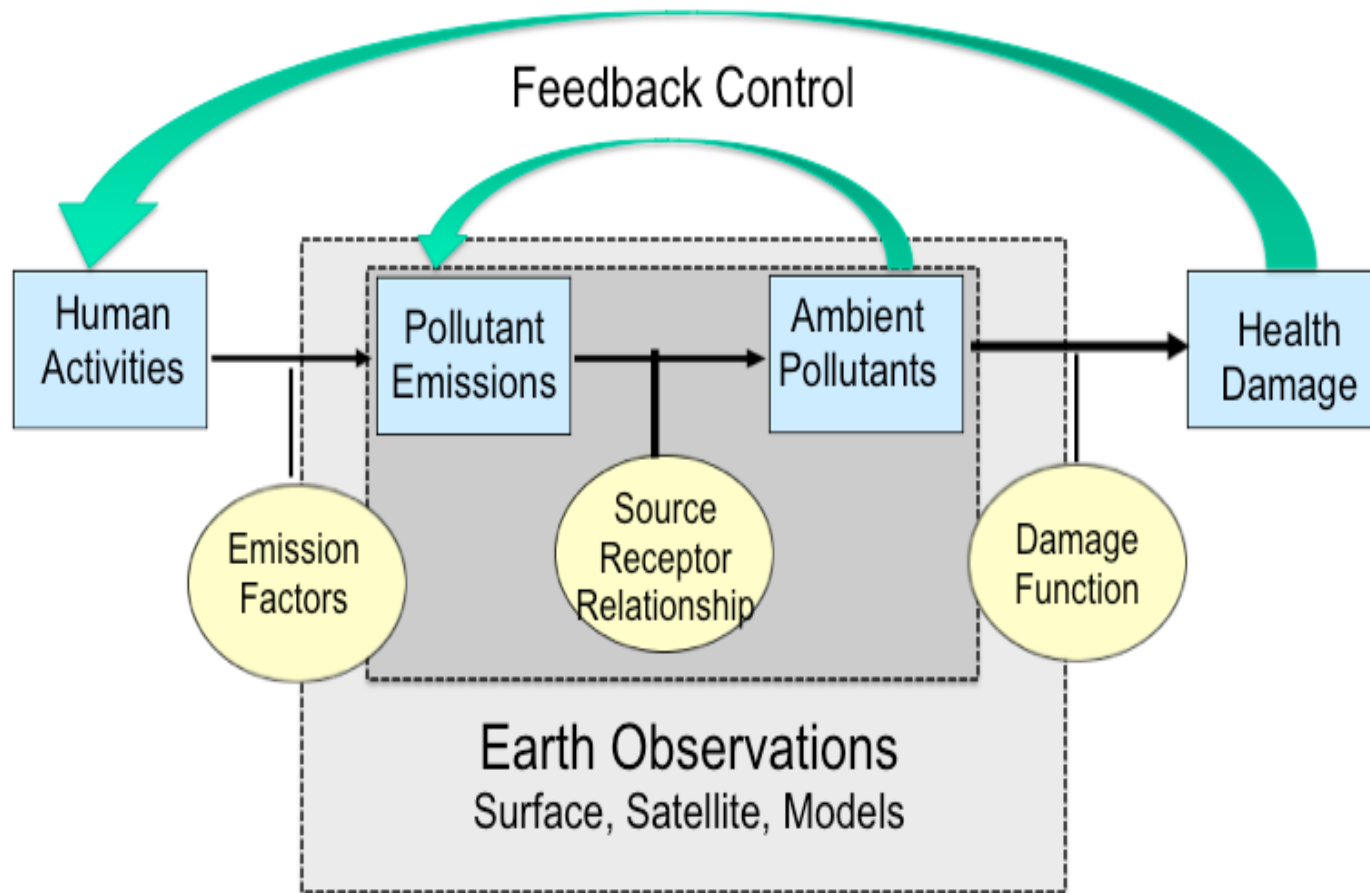 Feedback Control
Human
Activities
Pollutant
Emissions
Ambient
Pollutants
Health
Damage
Emission
Factors
Source
Receptor
Relationship
Damage
Function
Earth Observations
Surface, Satellite, Models